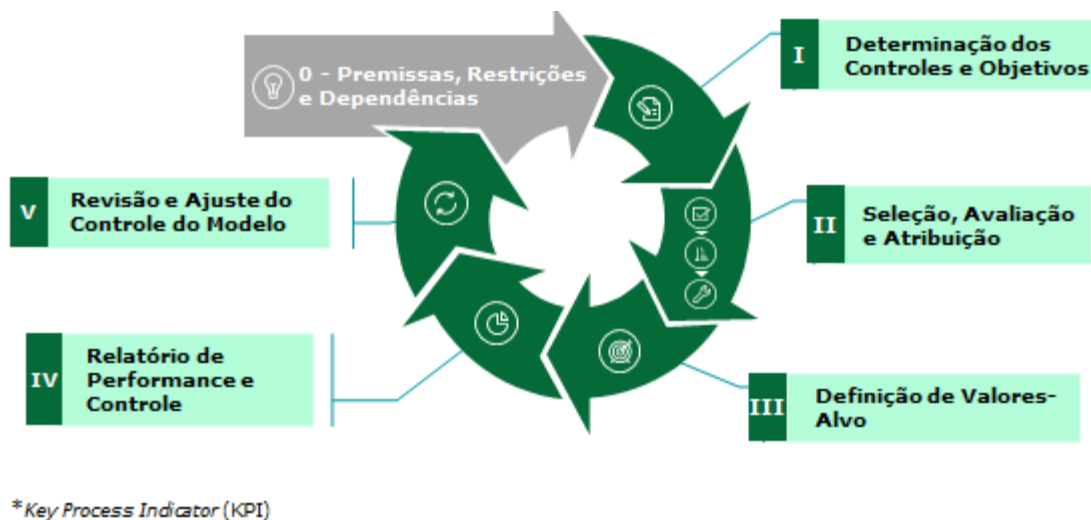 0 - Premissas, Restrições
e Dependências
I
Determinação dos
Controles e Objetivos
II
Seleção, Avaliação
e Atribuição
III
Definição de Valores-
Alvo
IV
Relatório de
Performance e
Controle
V
Revisão e Ajuste do
Controle do Modelo
*Key Process Indicator (KPI)